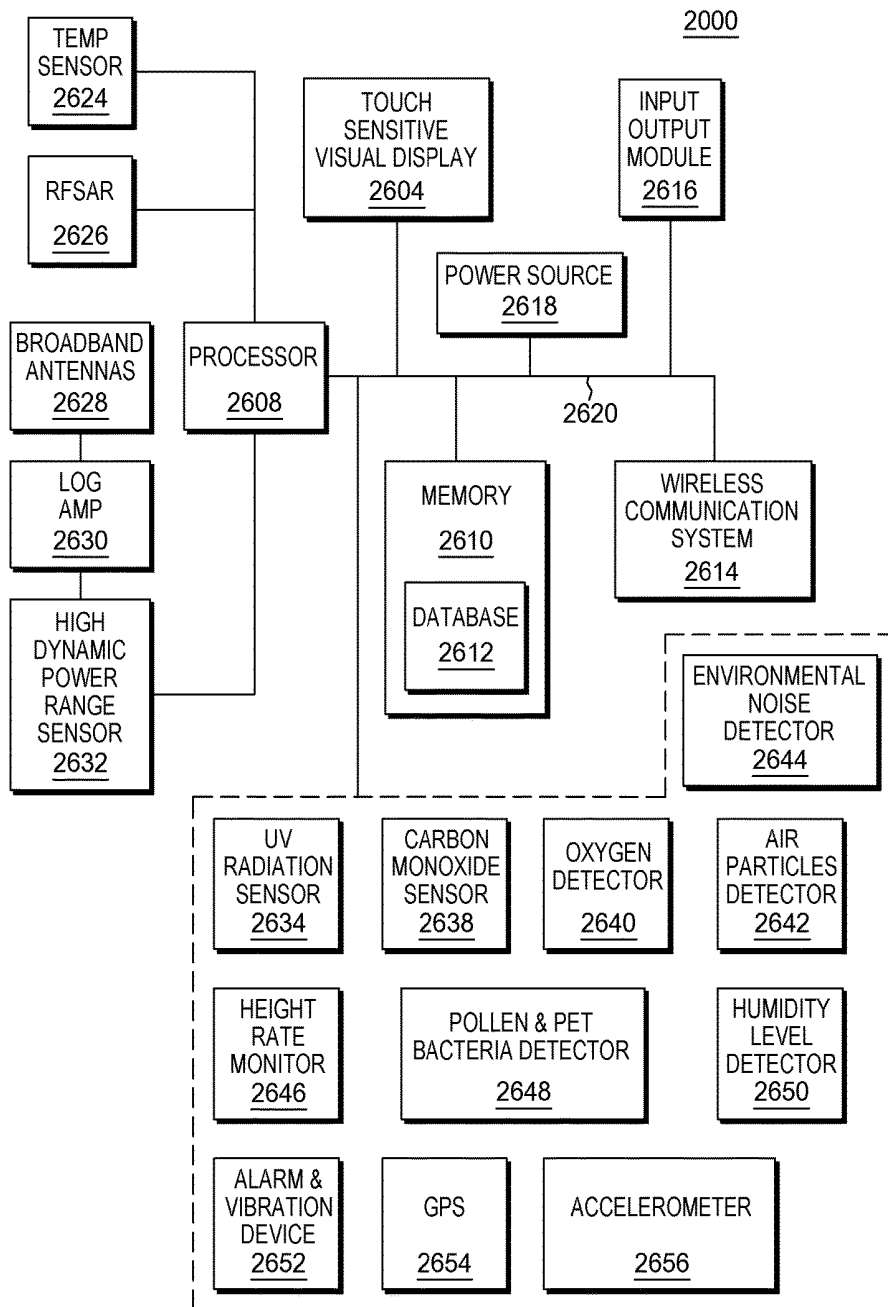 2000
TEMP
SENSOR
2624
TOUCH
SENSITIVE
VISUAL DISPLAY
2604
INPUT
OUTPUT
MODULE
2616
RFSAR
2626
POWER SOURCE
2618
BROADBAND
ANTENNAS
2628
PROCESSOR
2608
2620
LOG
AMP
2630
MEMORY
2610
DATABASE
2612
WIRELESS
COMMUNICATION
SYSTEM
2614
HIGH
DYNAMIC
POWER
RANGE
SENSOR
2632
ENVIRONMENTAL
NOISE
DETECTOR
2644
UV
RADIATION
SENSOR
2634
CARBON
MONOXIDE
SENSOR
2638
OXYGEN
DETECTOR
2640
AIR
PARTICLES
DETECTOR
2642
HEIGHT
RATE
MONITOR
2646
POLLEN & PET
BACTERIA DETECTOR
2648
HUMIDITY
LEVEL
DETECTOR
2650
ALARM &
VIBRATION
DEVICE
2652
GPS
2654
ACCELEROMETER
2656